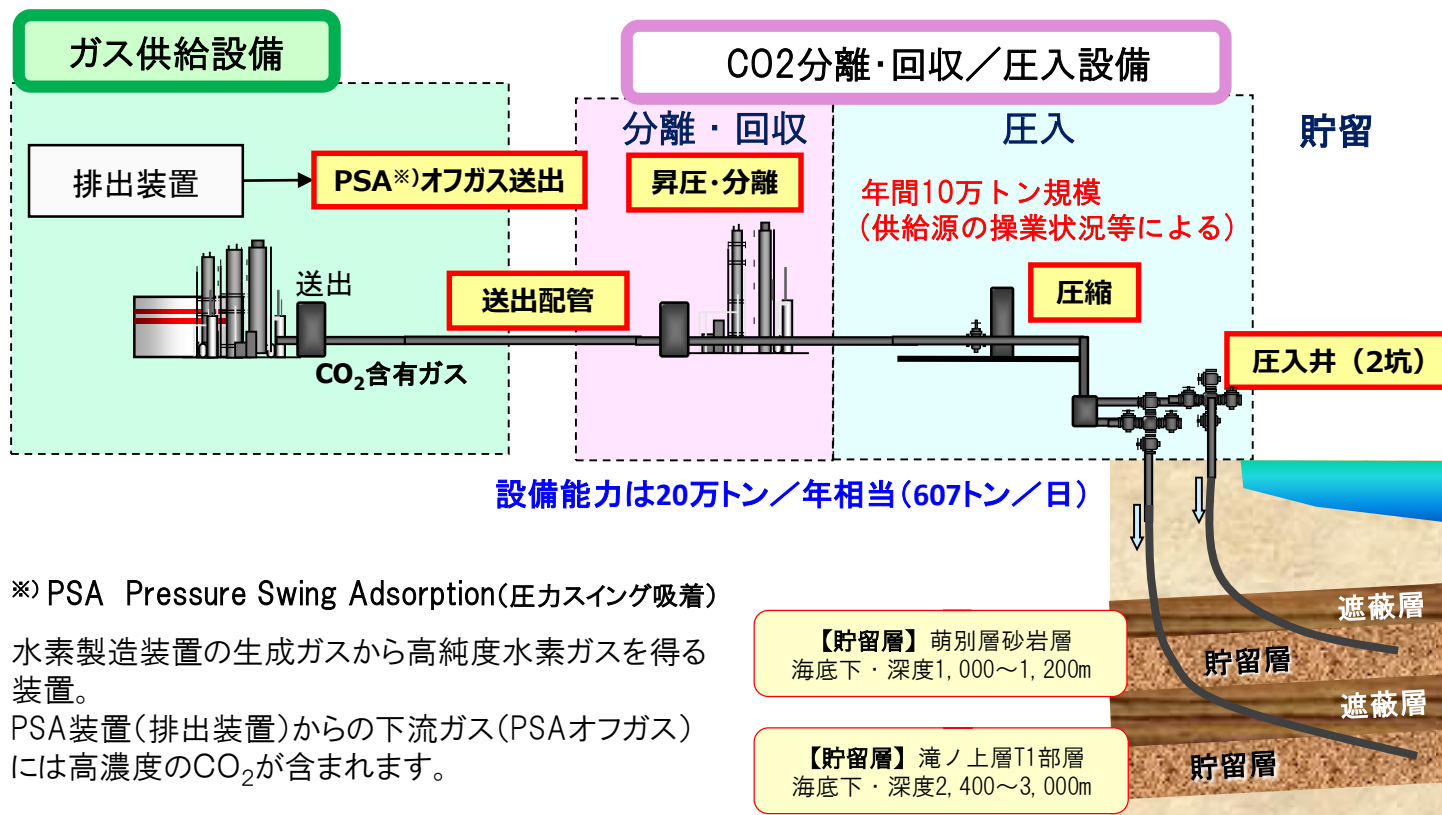 ガス供給設備
CO2分離・回収／圧入設備
分離・回収
圧入
貯留
排出装置
PSA※)オフガス送出
昇圧・分離
年間10万トン規模
（供給源の操業状況等による）
送出
送出配管
圧縮
CO₂含有ガス
圧入井（2坑）
設備能力は20万トン／年相当（607トン／日）
※) PSA Pressure Swing Adsorption（圧力スイング吸着）
水素製造装置の生成ガスから高純度水素ガスを得る
装置。
PSA装置（排出装置）からの下流ガス（PSAオフガス）
には高濃度のCO₂が含まれます。
遮蔽層
【貯留層】萌別層砂岩層
海底下・深度1,000～1,200m
貯留層
遮蔽層
【貯留層】滝ノ上層T1部層
海底下・深度2,400～3,000m
貯留層